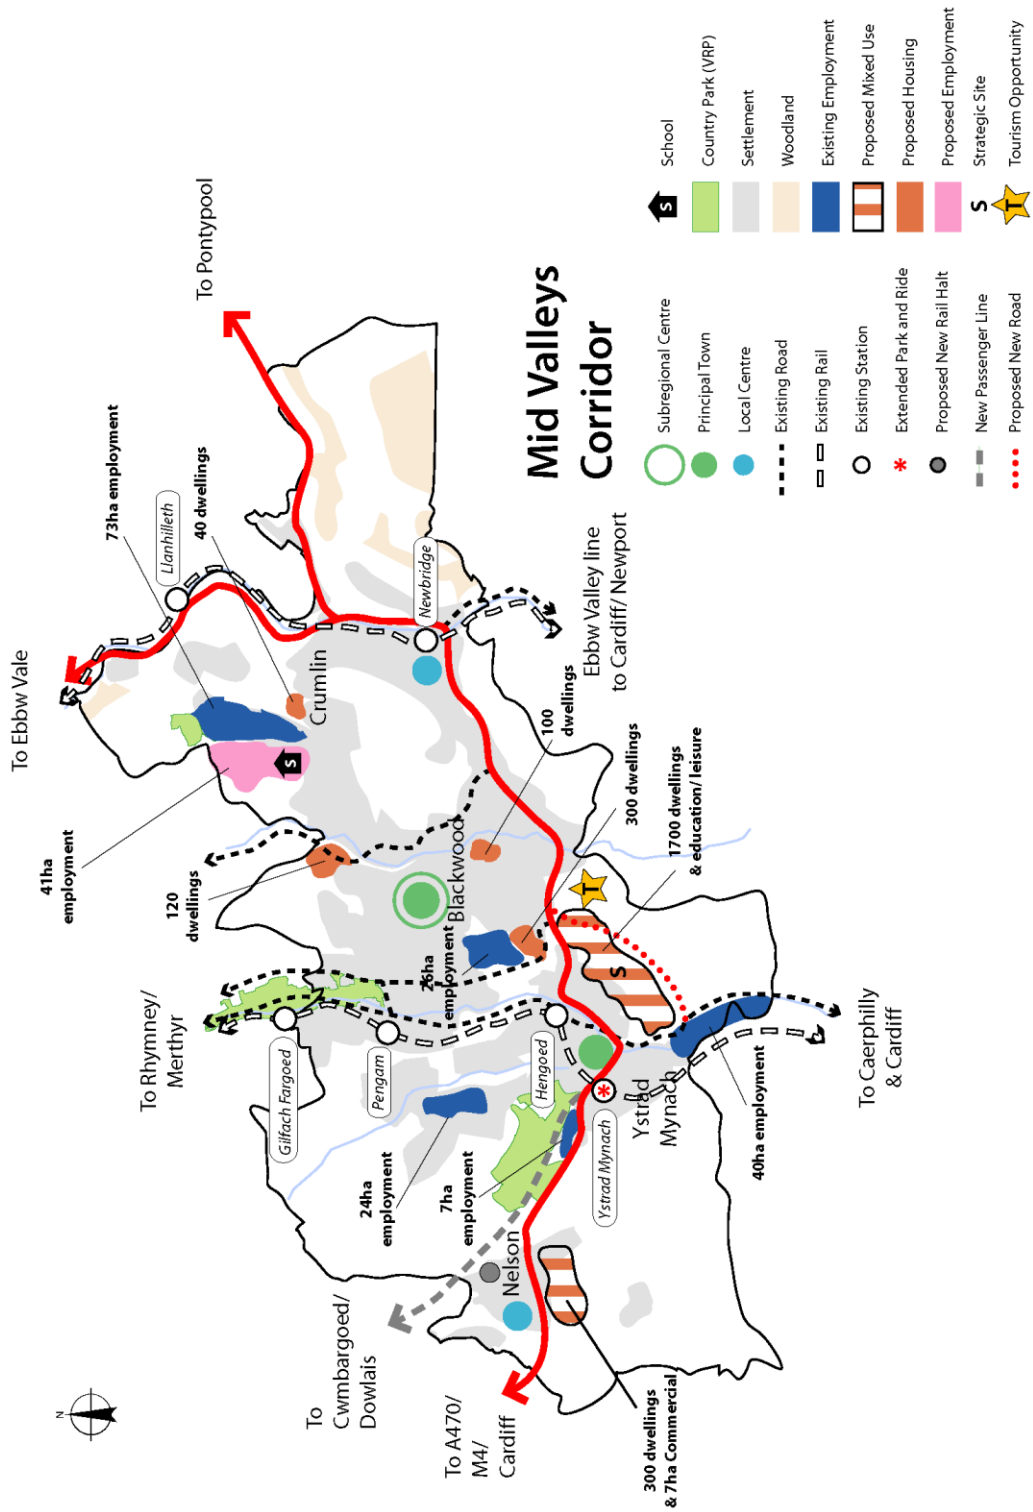 Mid Valleys
Corridor
N
To Ebbw Vale
To Pontypool
73ha employment
Llanhilleth
40 dwellings
41ha
employment
Crumlin
S
Newbridge
Ebbw Valley line
to Cardiff/ Newport
120
dwellings
100
dwellings
300 dwellings
1700 dwellings
& education/ leisure
Blackwood
26ha
employment
T
S
To Rhymney/
Merthyr
Gilfach Fargoed
Pengam
Hengoed
24ha
employment
7ha
employment
Ystrad Mynach
Ystrad
Mynach
40ha employment
To Caerphilly
& Cardiff
Nelson
To
Cwmbargoed/
Dowlais
To A470/
M4/
Cardiff
300 dwellings
& 7ha Commercial
Subregional Centre
Principal Town
Local Centre
Existing Road
Existing Rail
Existing Station
Extended Park and Ride
Proposed New Rail Halt
New Passenger Line
Proposed New Road
S School
Country Park (VRP)
Settlement
Woodland
Existing Employment
Proposed Mixed Use
Proposed Housing
Proposed Employment
S Strategic Site
T Tourism Opportunity